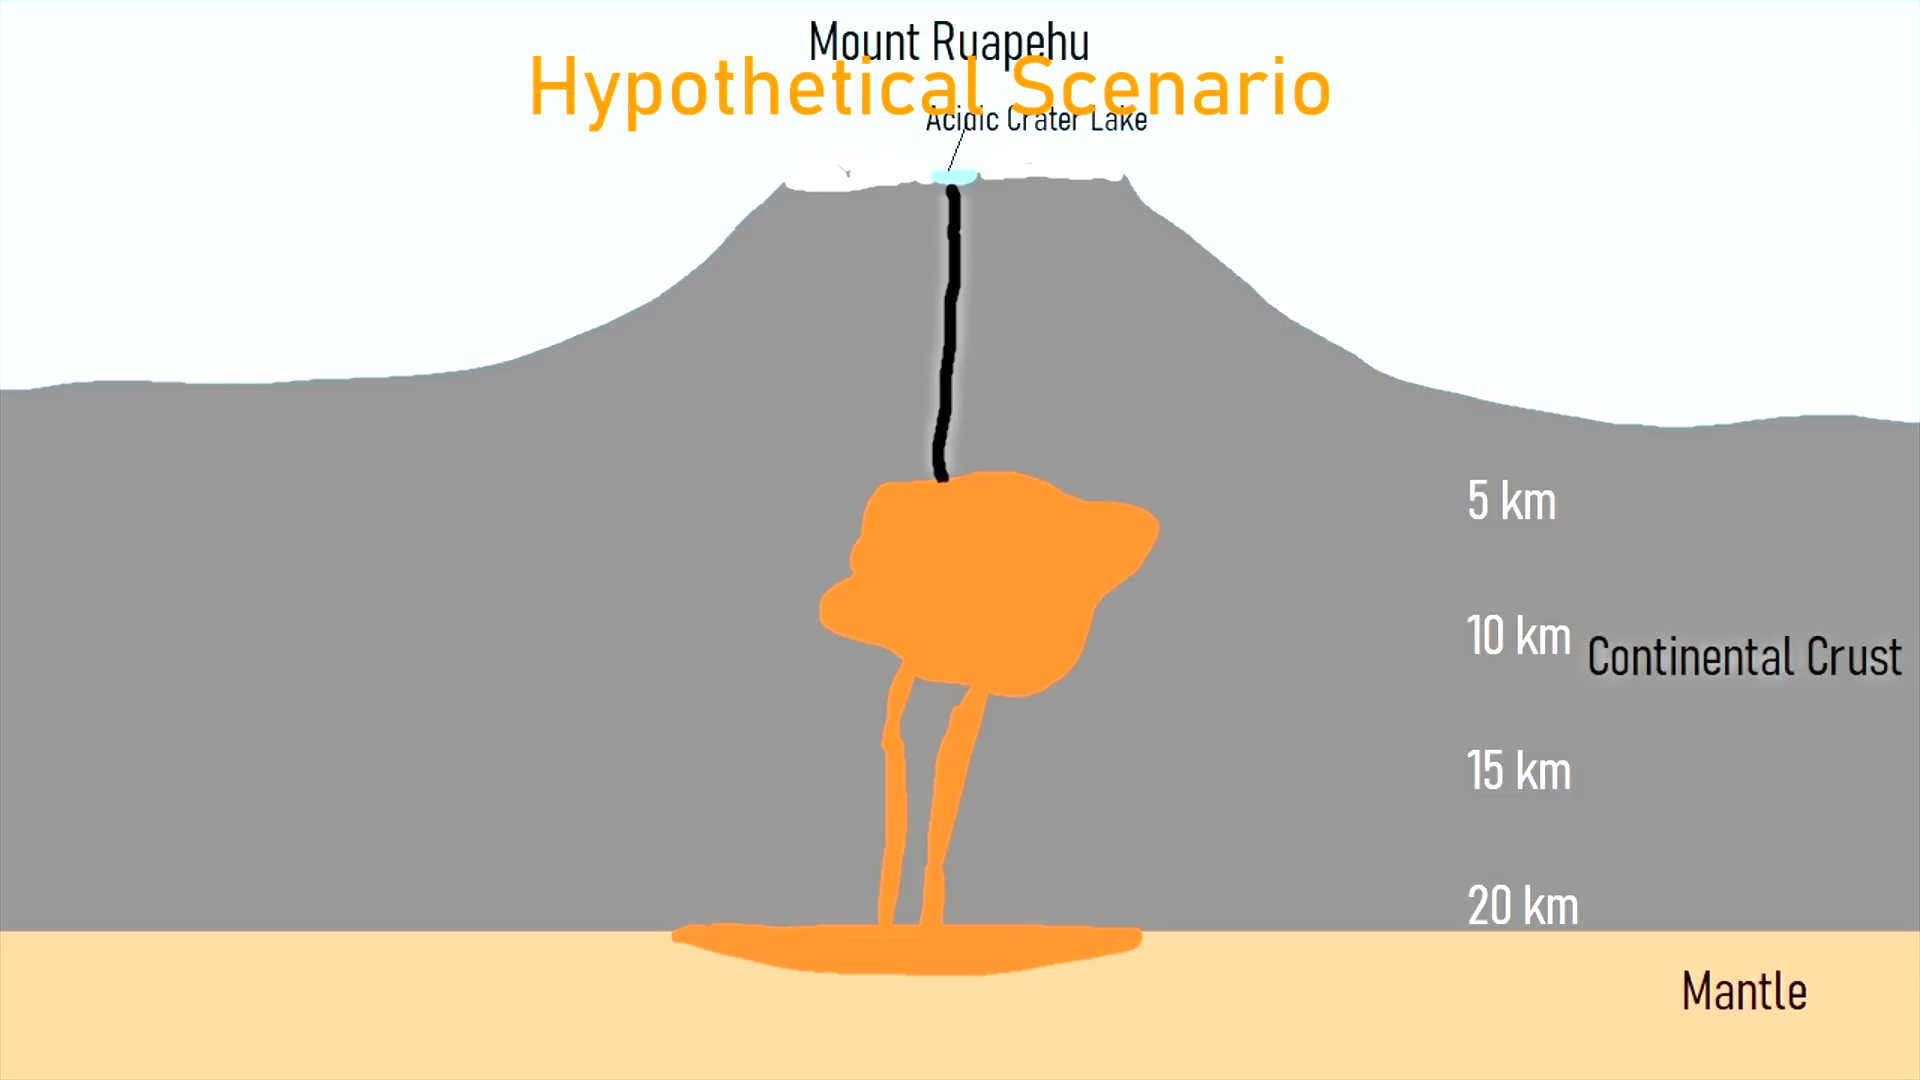 Mount Ruapehu
Hypothetical Scenario
Acidic Crater Lake
5 km
10 km
Continental Crust
15 km
20 km
Mantle